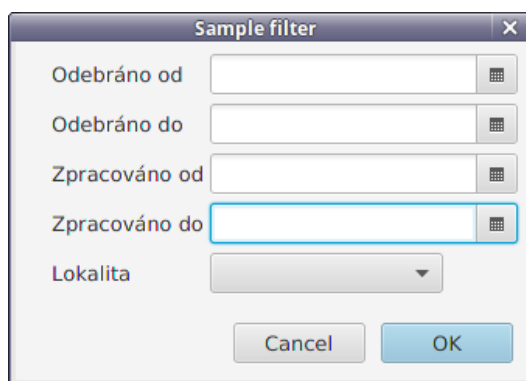 Sample filter
Odebráno od
Odebráno do
Zpracováno od
Zpracováno do
Lokalita
Cancel OK